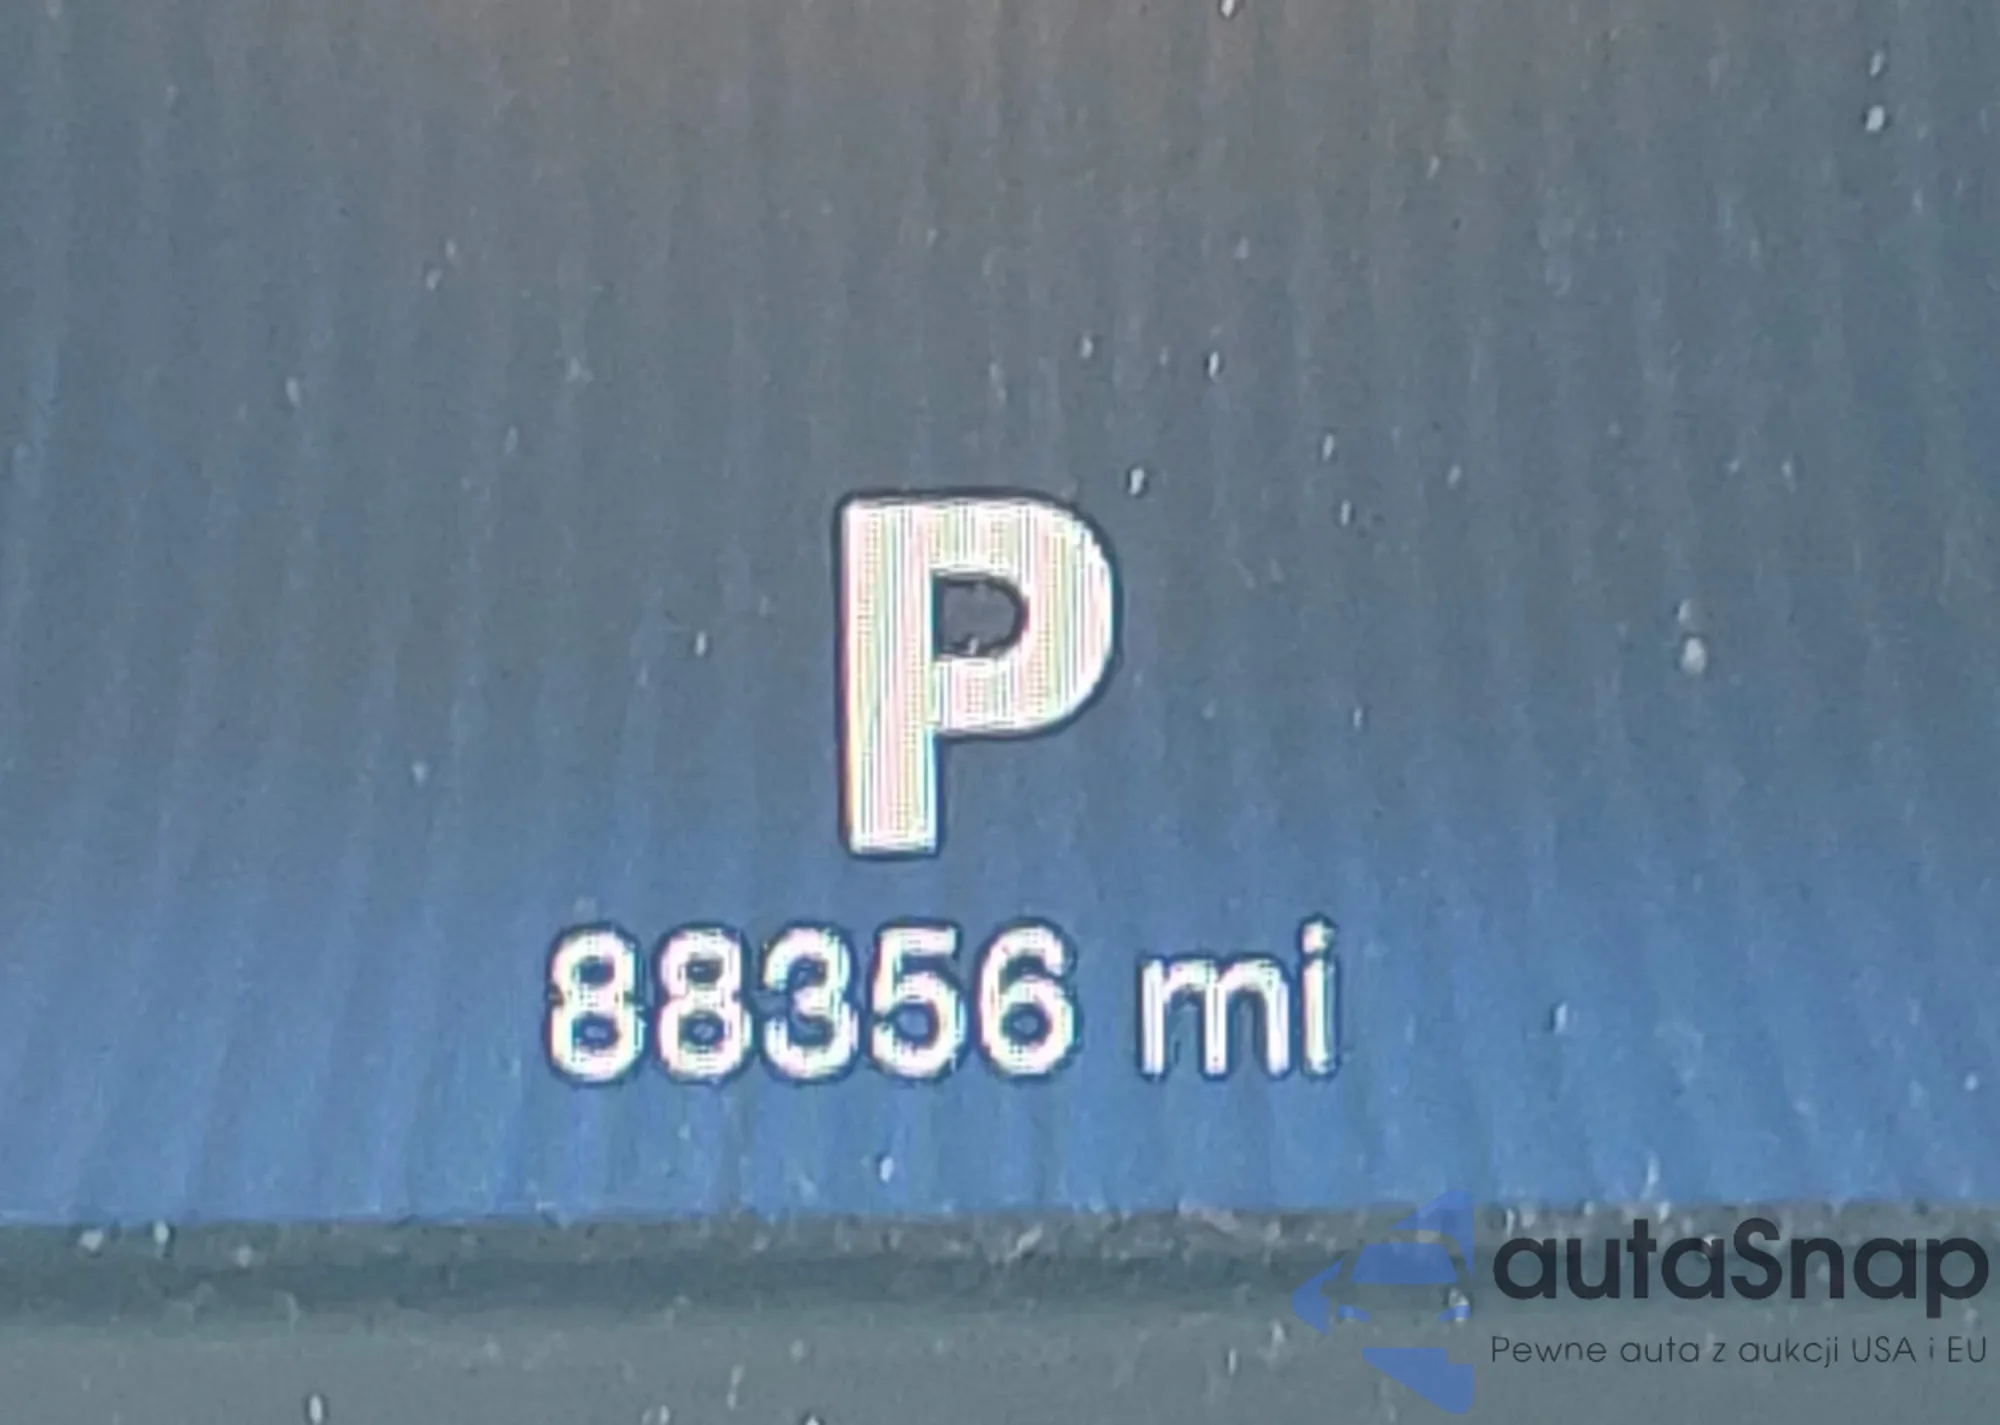 P
88356 mi
autaSnap
Pewne auta z aukcji USA i EU